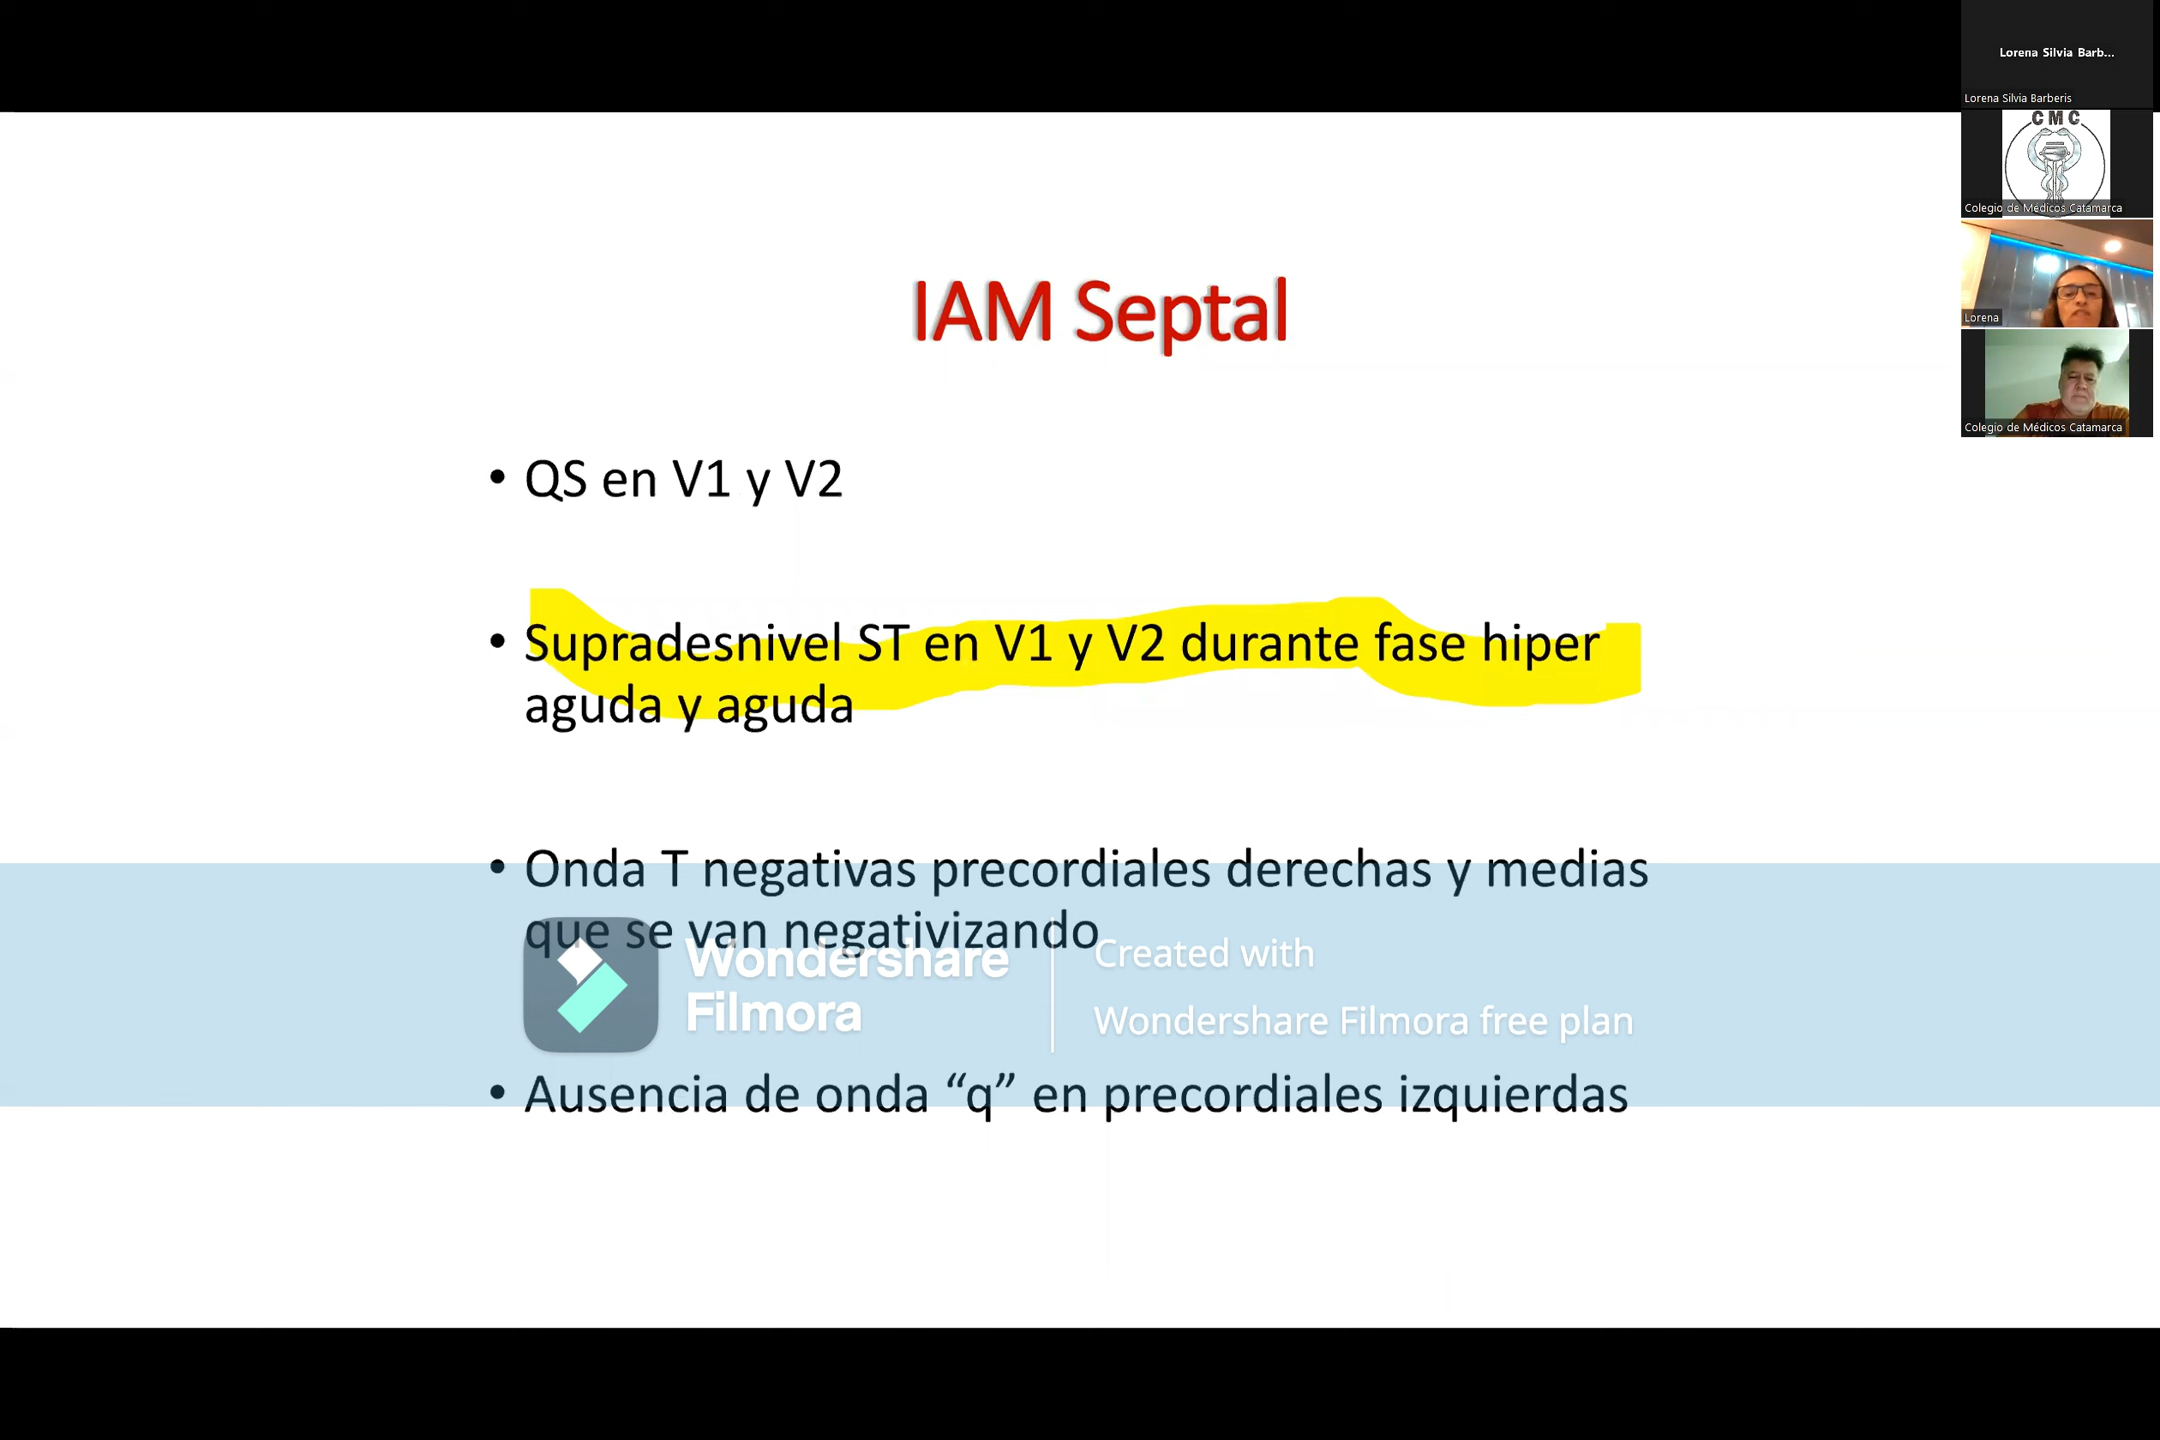 Lorena Silvia Barb...
Lorena Silvia Barberis
CMC
Colegio de Médicos Catamarca
Lorena
Colegio de Médicos Catamarca
IAM Septal
• QS en V1 y V2
• Supradesnivel ST en V1 y V2 durante fase hiper
aguda y aguda
• Onda T negativas precordiales derechas y medias
que se van negativizando
Wondershare
Filmora
Created with
Wondershare Filmora free plan
• Ausencia de onda “q” en precordiales izquierdas